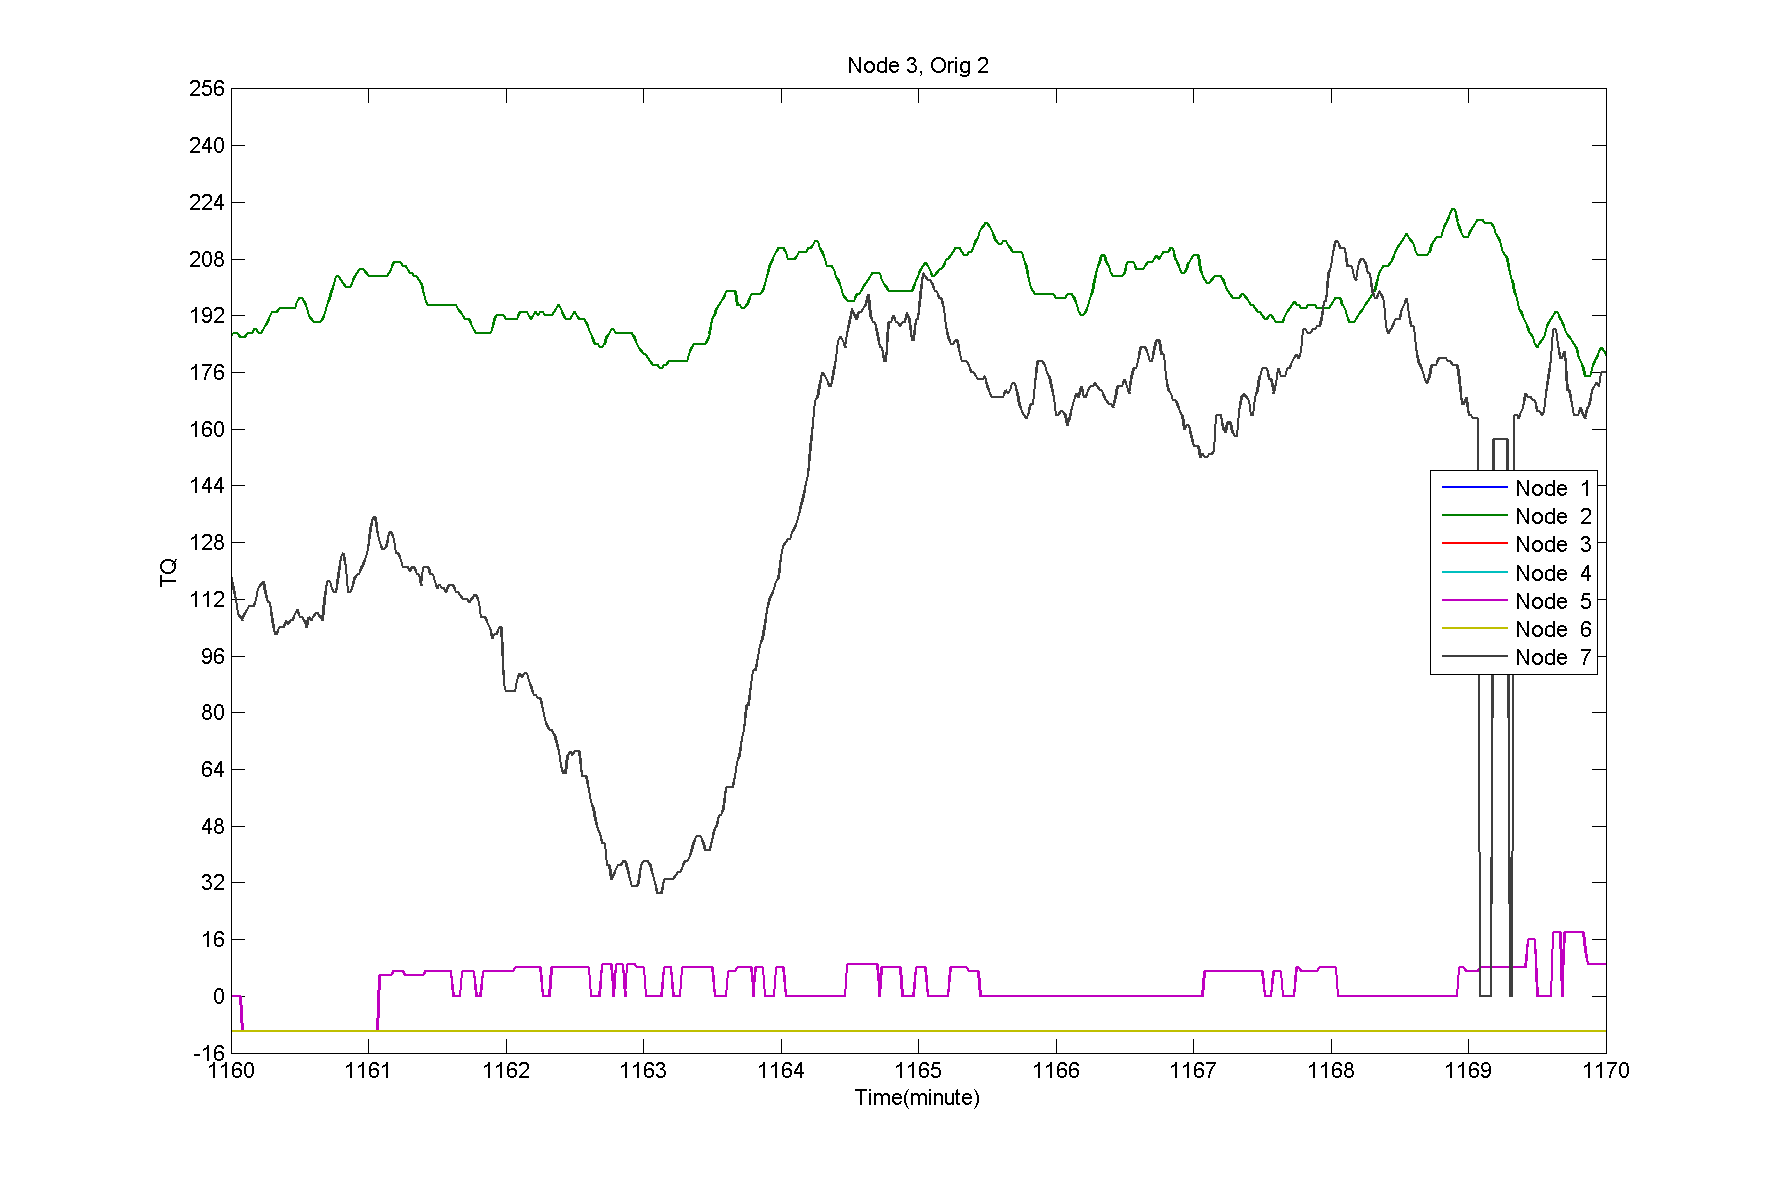 Node 3, Orig 2
256
240
224
208
192
176
160
144
128
112
96
80
64
48
32
16
0
-16
TQ
Node 1
Node 2
Node 3
Node 4
Node 5
Node 6
Node 7
1160 1161 1162 1163 1164 1165 1166 1167 1168 1169 1170
Time(minute)